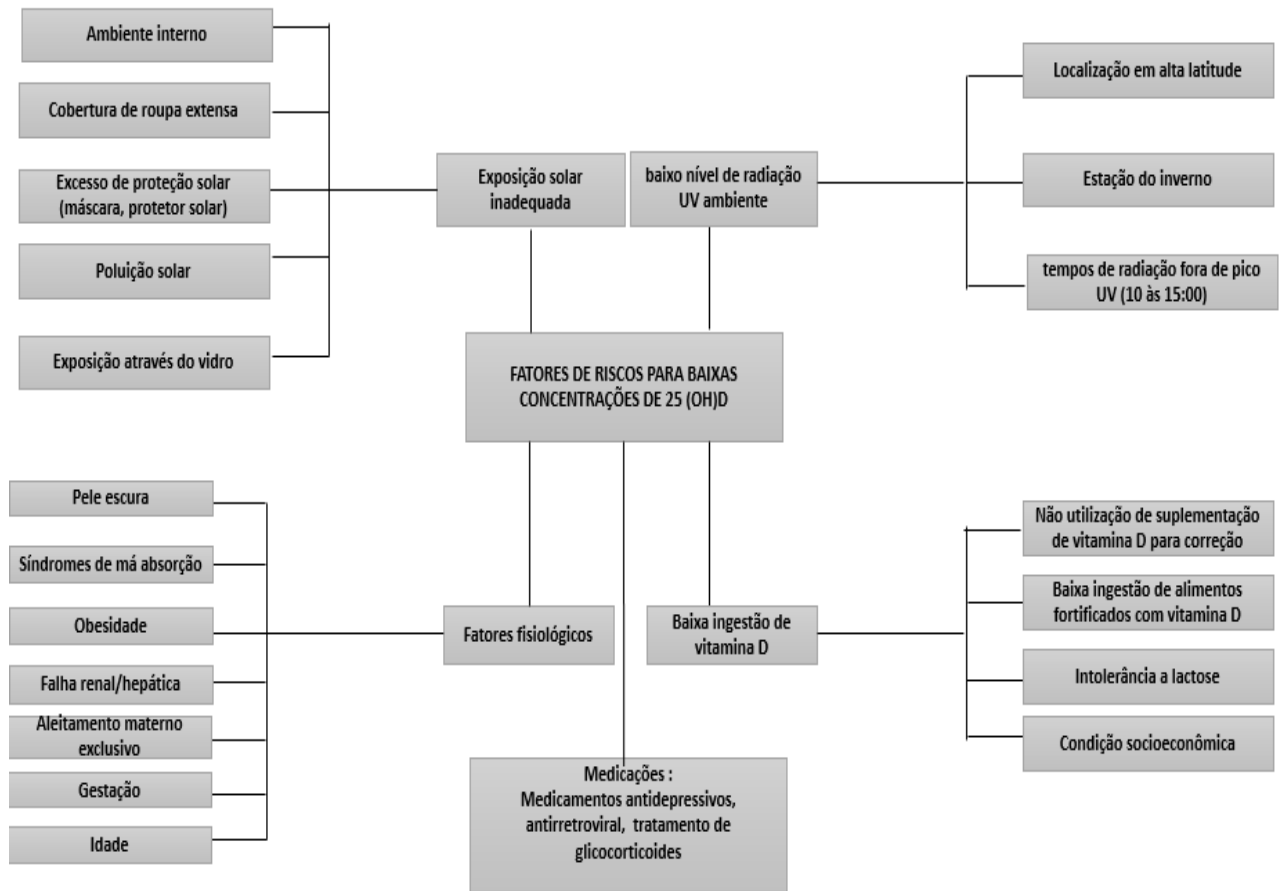 Ambiente interno
Cobertura de roupa extensa
Excesso de proteção solar
(máscara, protetor solar)
Poluição solar
Exposição através do vidro
Exposição solar
inadequada
baixo nível de radiação
UV ambiente
Localização em alta latitude
Estação do inverno
tempos de radiação fora de pico
UV (10 às 15:00)
FATORES DE RISCOS PARA BAIXAS
CONCENTRAÇÕES DE 25 (OH)D
Pele escura
Síndromes de má absorção
Obesidade
Falha renal/hepática
Aleitamento materno
exclusivo
Gestação
Idade
Fatores fisiológicos
Baixa ingestão de
vitamina D
Não utilização de suplementação
de vitamina D para correção
Baixa ingestão de alimentos
fortificados com vitamina D
Intolerância a lactose
Condição socioeconômica
Medicações :
Medicamentos antidepressivos,
antirretroviral, tratamento de
glicocorticoides